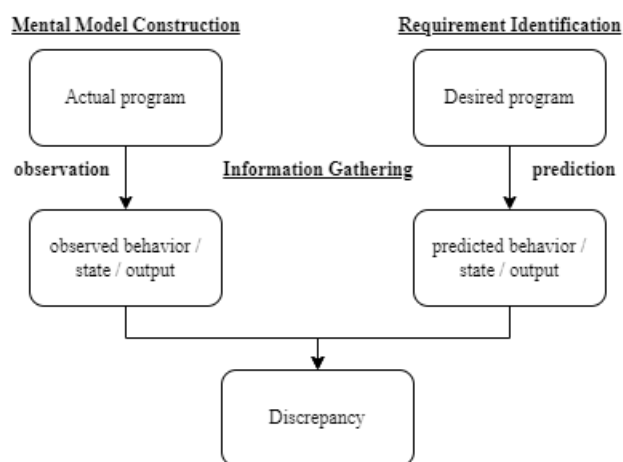 Mental Model Construction
Requirement Identification
Actual program
Desired program
observation
Information Gathering
prediction
observed behavior /
state / output
predicted behavior /
state / output
Discrepancy